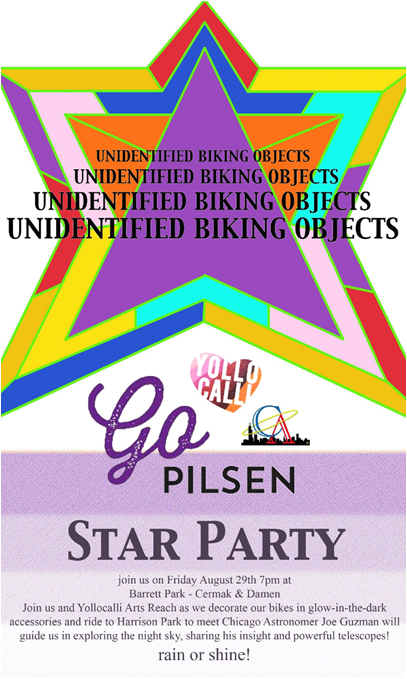 UNIDENTIFIED BIKING OBJECTS
UNIDENTIFIED BIKING OBJECTS
UNIDENTIFIED BIKING OBJECTS
UNIDENTIFIED BIKING OBJECTS
YOLLO
CALLI
Go
PILSEN
CA
STAR PARTY
join us on Friday August 29th 7pm at
Barrett Park - Cermak & Damen
Join us and Yollocalli Arts Reach as we decorate our bikes in glow-in-the-dark
accessories and ride to Harrison Park to meet Chicago Astronomer Joe Guzman will
guide us in exploring the night sky, sharing his insight and powerful telescopes!
rain or shine!